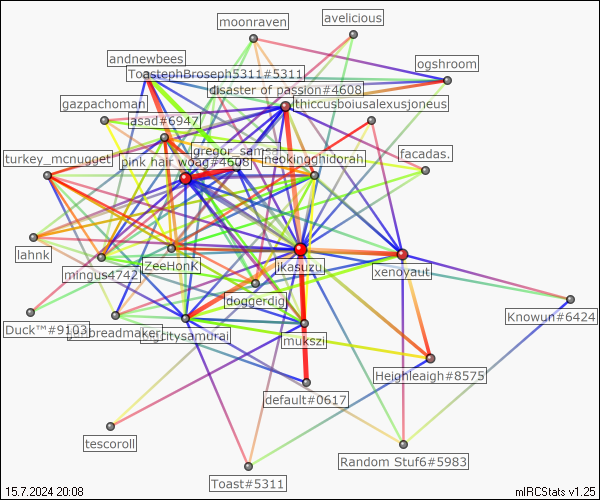 moonraven
avelicious
andnewbees
ogshroom
ToastephBroseph5311#5311
disaster of passion#4608
gazpachoman
thiccusboiusalexusjoneus
asad#6947
gregor_samsa
turkey_mcnugget
pink hair woag#4608
neokingghidorah
facadas.
lahnk
mingus4742
ZeeHonK
ikasuzu
xenoyaut
doggerdig
Knowun#6424
Duck™#9103
breadmaker
citysamurai
mukszi
Heighleaigh#8575
default#0617
tescoroll
Random Stuf6#5983
Toast#5311
15.7.2024 20:08
mIRCStats v1.25